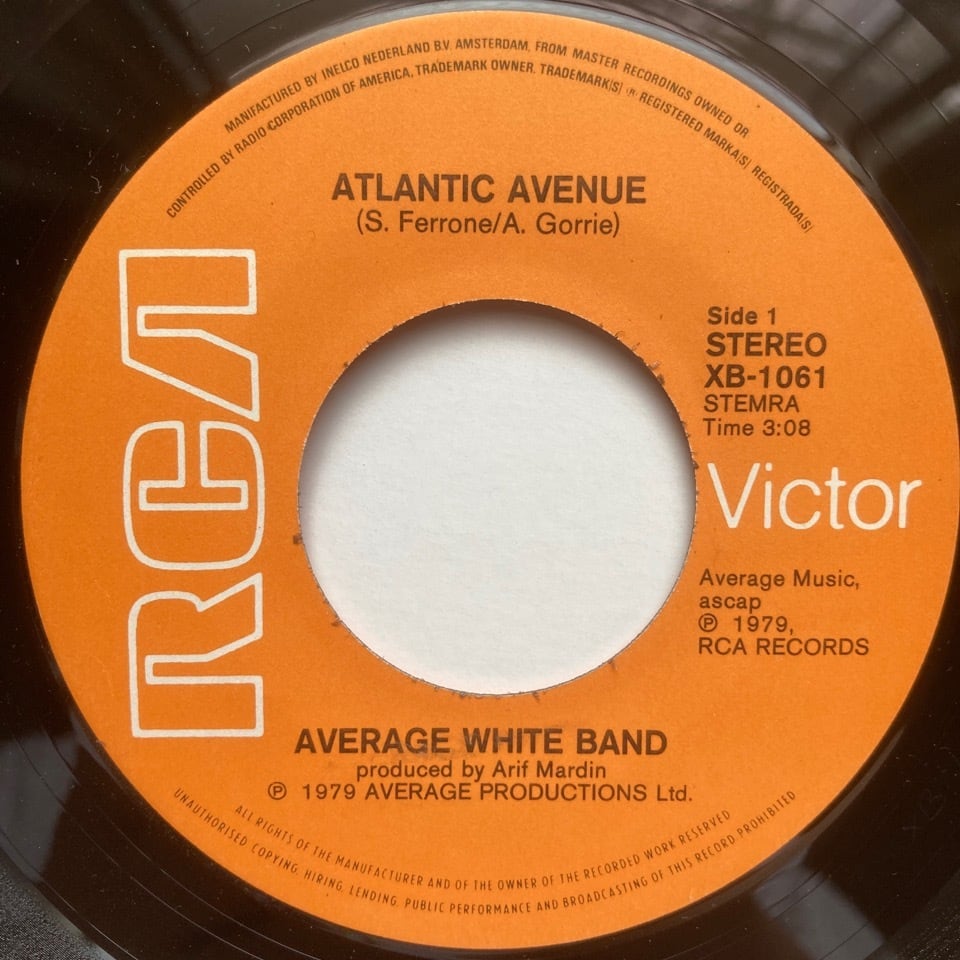 MANUFACTURED BY INELCO NEDERLAND B.V. AMSTERDAM, FROM MASTER RECORDINGS OWNED OR
CONTROLLED BY RADIO CORPORATION OF AMERICA, TRADEMARK OWNER, TRADEMARK(S) ® REGISTERED MARKA(S) REGISTRADA(S)
ATLANTIC AVENUE
(S. Ferrone/A. Gorrie)
RCA
Side 1
STEREO
XB-1061
STEMRA
Time 3:08
Victor
Average Music,
ascap
℗ 1979,
RCA RECORDS
AVERAGE WHITE BAND
produced by Arif Mardin
℗ 1979 AVERAGE PRODUCTIONS Ltd.
ALL RIGHTS OF THE MANUFACTURER AND OF THE OWNER OF THE RECORDED WORK RESERVED
UNAUTHORISED COPYING, HIRING, LENDING, PUBLIC PERFORMANCE AND BROADCASTING OF THIS RECORD PROHIBITED